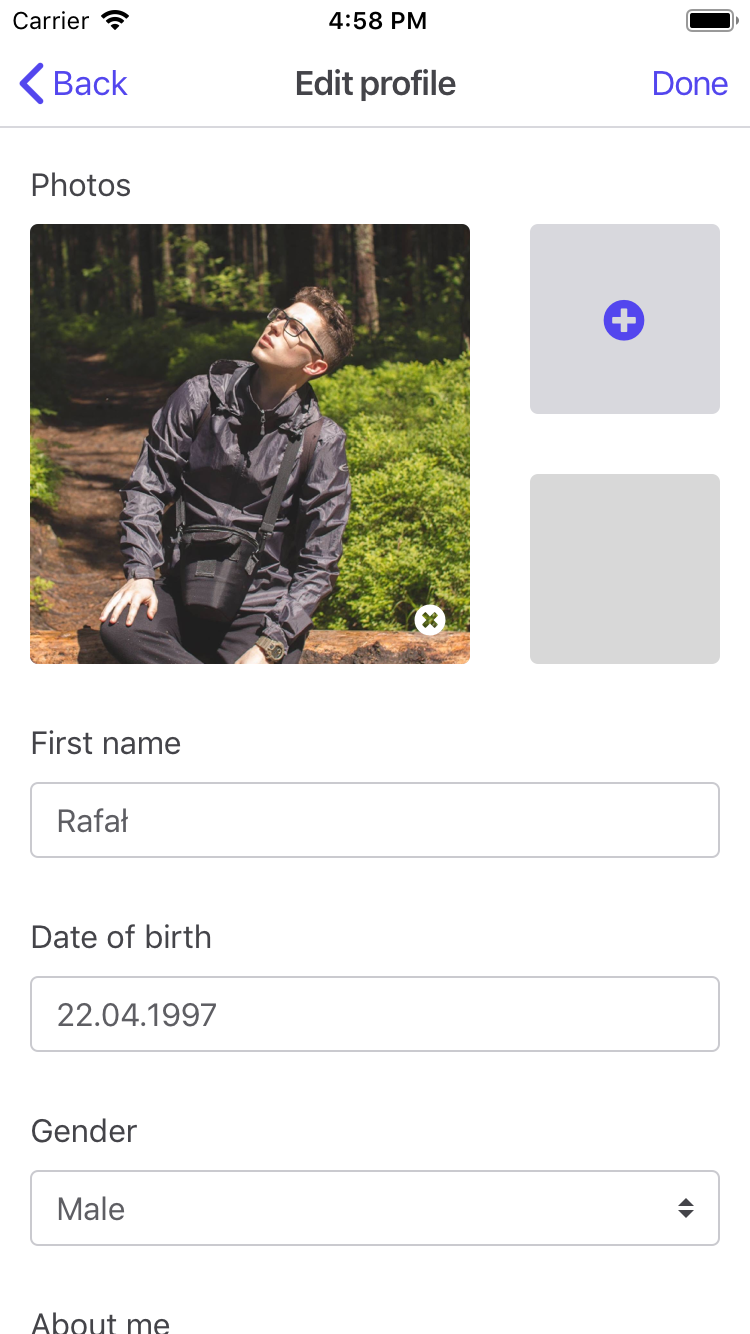 Carrier 4:58 PM
Back Edit profile Done
Photos
First name
Rafał
Date of birth
22.04.1997
Gender
Male
About me